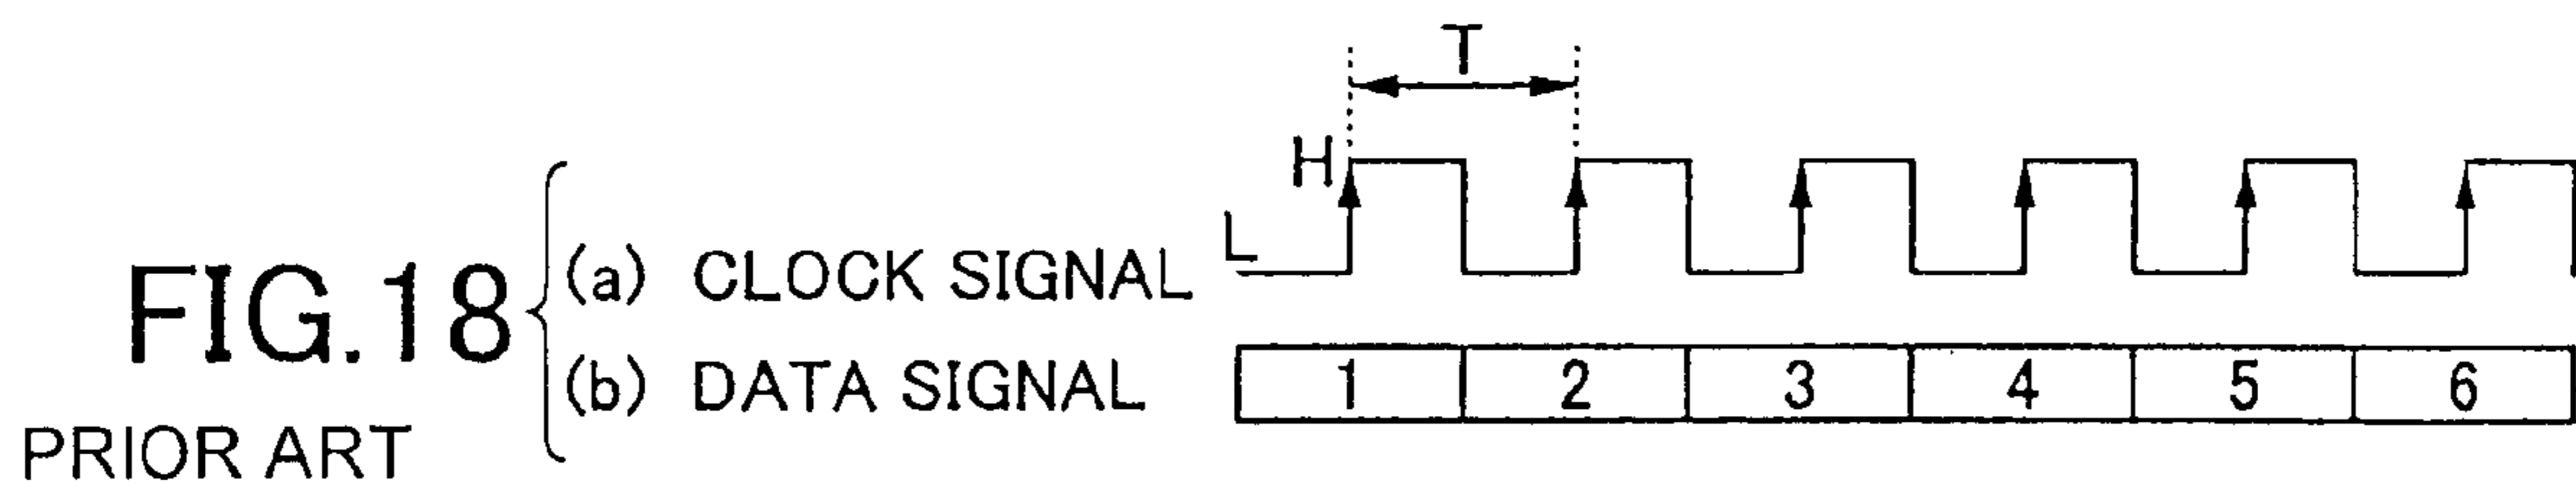 T
H
L
FIG.18
(a) CLOCK SIGNAL
(b) DATA SIGNAL
1 2 3 4 5 6
PRIOR ART